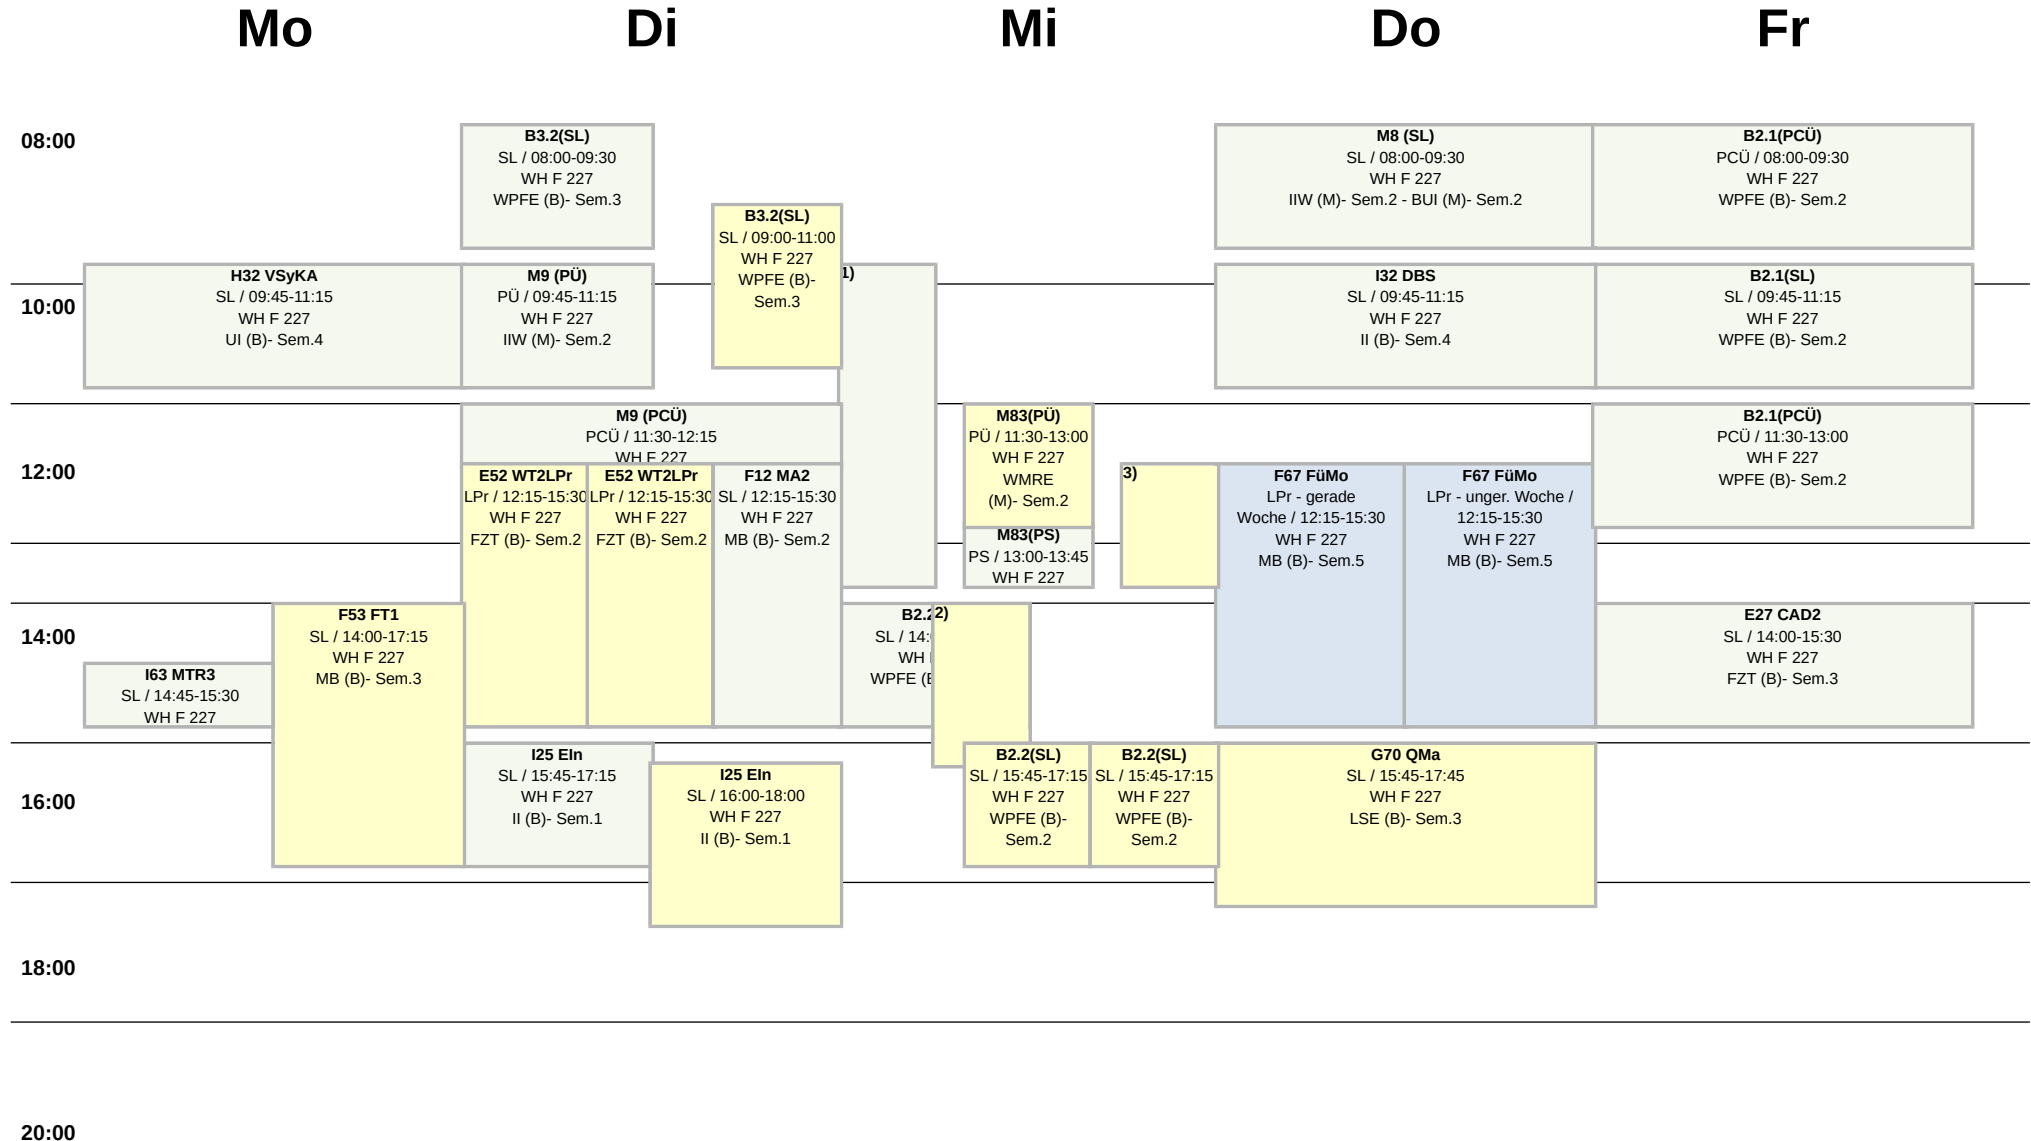 Mo
Di
Mi
Do
Fr
08:00
10:00
12:00
14:00
16:00
18:00
20:00
H32 VSyKA
SL / 09:45-11:15
WH F 227
UI (B)- Sem.4
I63 MTR3
SL / 14:45-15:30
WH F 227
F53 FT1
SL / 14:00-17:15
WH F 227
MB (B)- Sem.3
B3.2(SL)
SL / 08:00-09:30
WH F 227
WPFE (B)- Sem.3
B3.2(SL)
SL / 09:00-11:00
WH F 227
WPFE (B)-
Sem.3
M9 (PÜ)
PÜ / 09:45-11:15
WH F 227
IIW (M)- Sem.2
M9 (PCÜ)
PCÜ / 11:30-12:15
WH F 227
E52 WT2LPr
LPr / 12:15-15:30
WH F 227
FZT (B)- Sem.2
E52 WT2LPr
LPr / 12:15-15:30
WH F 227
FZT (B)- Sem.2
F12 MA2
SL / 12:15-15:30
WH F 227
MB (B)- Sem.2
I25 EIn
SL / 15:45-17:15
WH F 227
II (B)- Sem.1
I25 EIn
SL / 16:00-18:00
WH F 227
II (B)- Sem.1
1)
M83(PÜ)
PÜ / 11:30-13:00
WH F 227
WMRE
(M)- Sem.2
M83(PS)
PS / 13:00-13:45
WH F 227
3)
B2.2
SL / 14:
WH
WPFE
2)
B2.2(SL)
SL / 15:45-17:15
WH F 227
WPFE (B)-
Sem.2
B2.2(SL)
SL / 15:45-17:15
WH F 227
WPFE (B)-
Sem.2
M8 (SL)
SL / 08:00-09:30
WH F 227
IIW (M)- Sem.2 - BUI (M)- Sem.2
I32 DBS
SL / 09:45-11:15
WH F 227
II (B)- Sem.4
F67 FüMo
LPr - gerade
Woche / 12:15-15:30
WH F 227
MB (B)- Sem.5
F67 FüMo
LPr - unger. Woche /
12:15-15:30
WH F 227
MB (B)- Sem.5
G70 QMa
SL / 15:45-17:45
WH F 227
LSE (B)- Sem.3
B2.1(PCÜ)
PCÜ / 08:00-09:30
WH F 227
WPFE (B)- Sem.2
B2.1(SL)
SL / 09:45-11:15
WH F 227
WPFE (B)- Sem.2
B2.1(PCÜ)
PCÜ / 11:30-13:00
WH F 227
WPFE (B)- Sem.2
E27 CAD2
SL / 14:00-15:30
WH F 227
FZT (B)- Sem.3